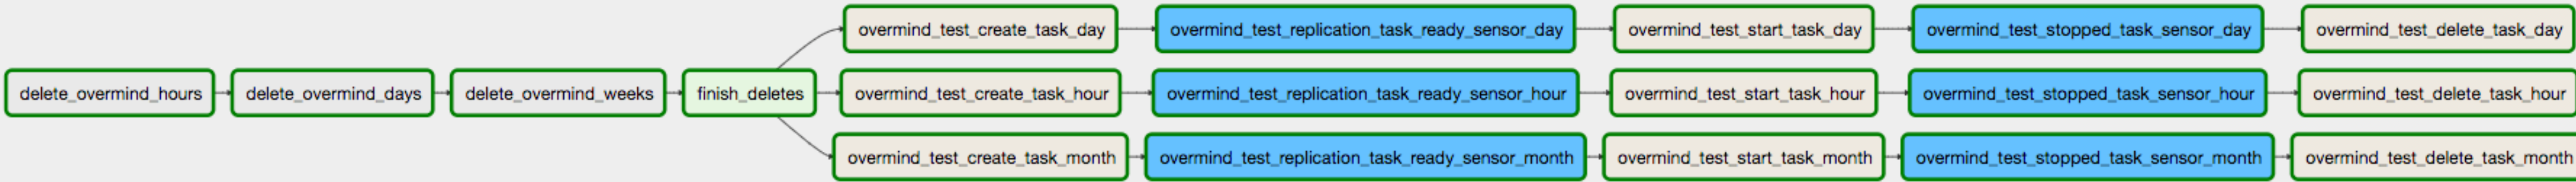 overmind_test_create_task_day
overmind_test_replication_task_ready_sensor_day
overmind_test_start_task_day
overmind_test_stopped_task_sensor_day
overmind_test_delete_task_day
delete_overmind_hours
delete_overmind_days
delete_overmind_weeks
finish_deletes
overmind_test_create_task_hour
overmind_test_replication_task_ready_sensor_hour
overmind_test_start_task_hour
overmind_test_stopped_task_sensor_hour
overmind_test_delete_task_hour
overmind_test_create_task_month
overmind_test_replication_task_ready_sensor_month
overmind_test_start_task_month
overmind_test_stopped_task_sensor_month
overmind_test_delete_task_month